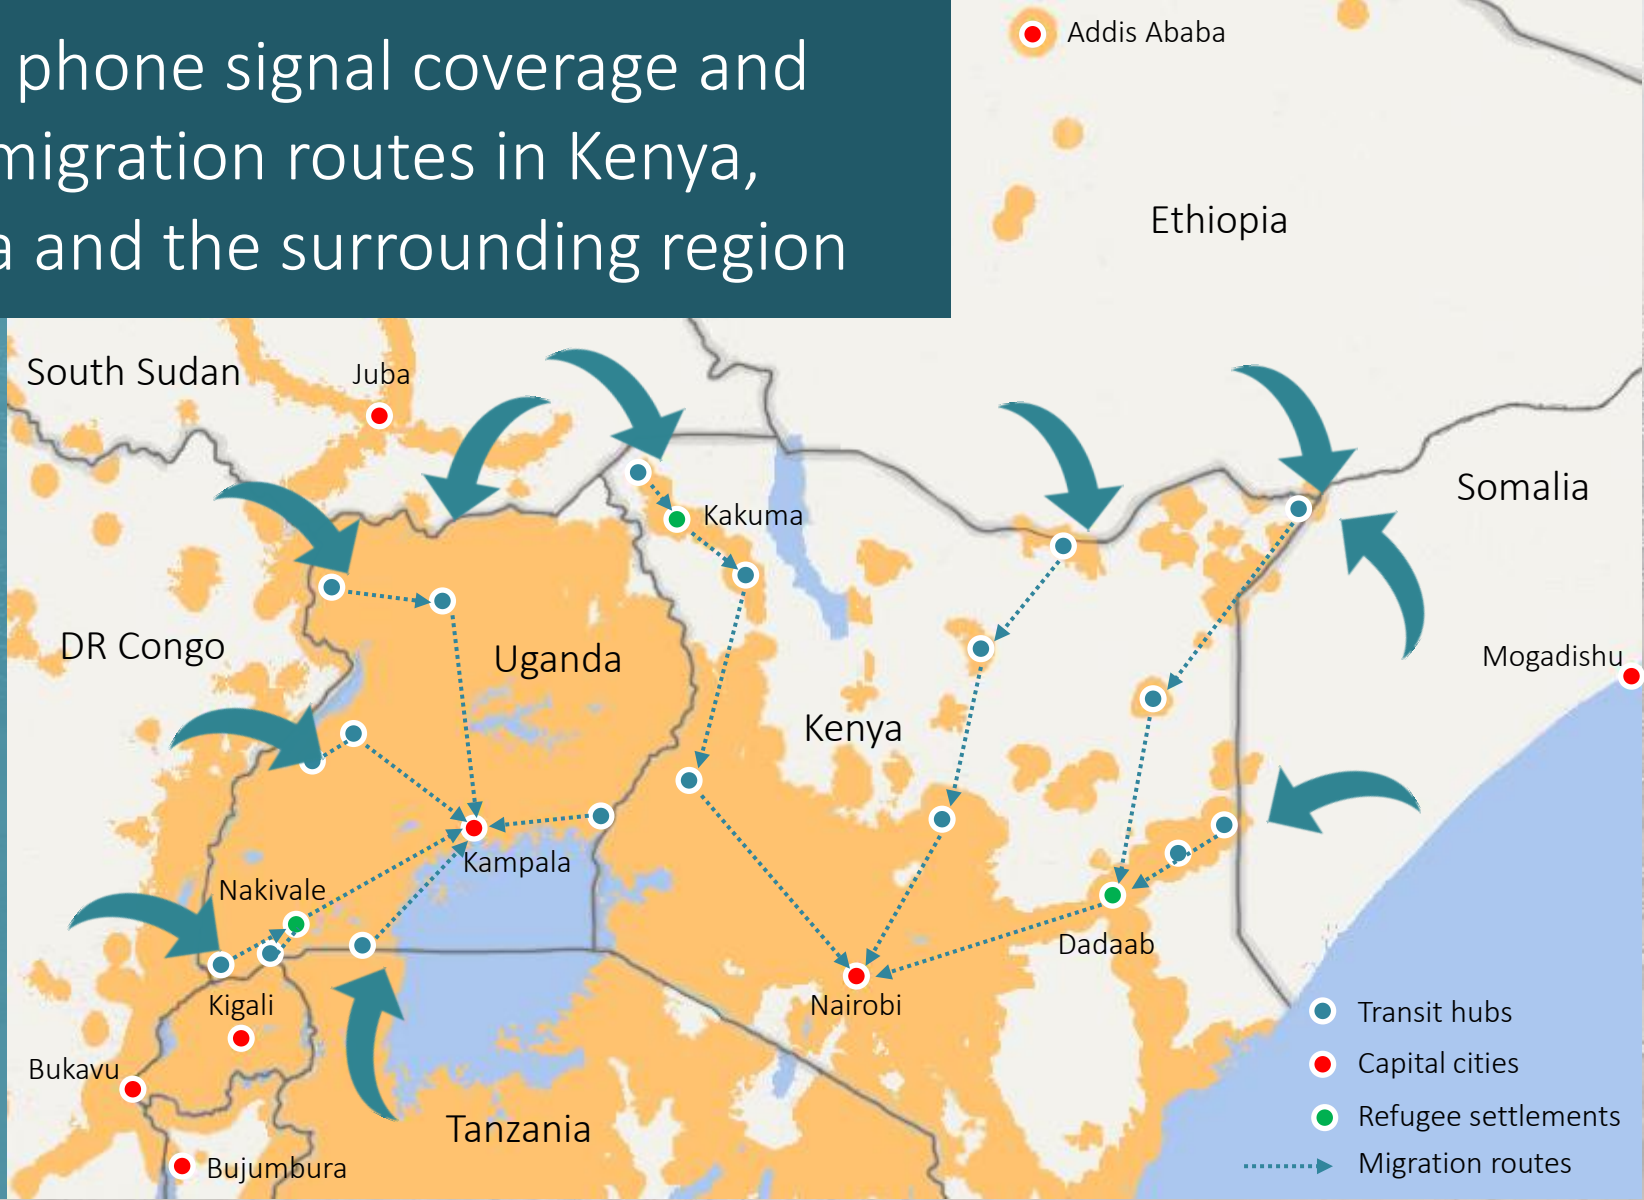 phone signal coverage and
migration routes in Kenya,
a and the surrounding region
Addis Ababa
Ethiopia
South Sudan
Juba
Somalia
Kakuma
DR Congo
Uganda
Mogadishu
Kenya
Kampala
Nakivale
Dadaab
Kigali
Nairobi
Bukavu
Tanzania
Bujumbura
Transit hubs
Capital cities
Refugee settlements
Migration routes